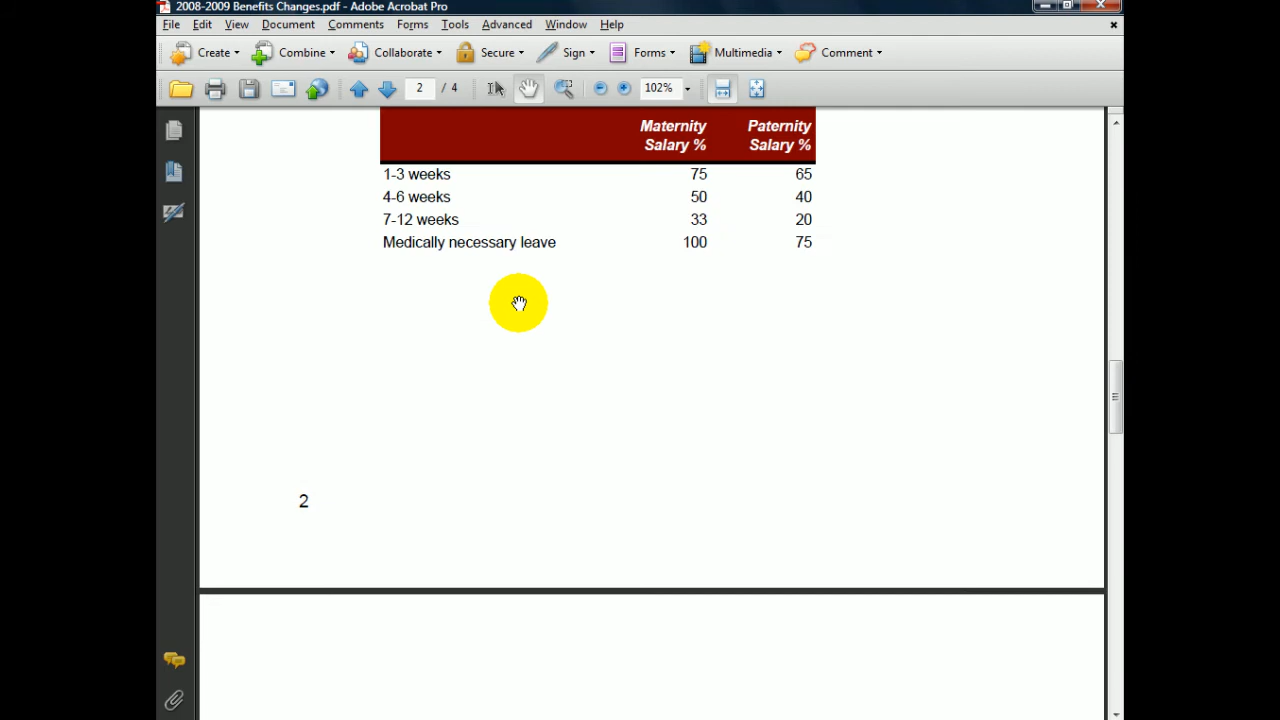 2008-2009 Benefits Changes.pdf - Adobe Acrobat Pro
File Edit View Document Comments Forms Tools Advanced Window Help
Create Combine Collaborate Secure Sign Forms Multimedia Comment
2 / 4 102%
Maternity Salary % Paternity Salary %
1-3 weeks 75 65
4-6 weeks 50 40
7-12 weeks 33 20
Medically necessary leave 100 75
2